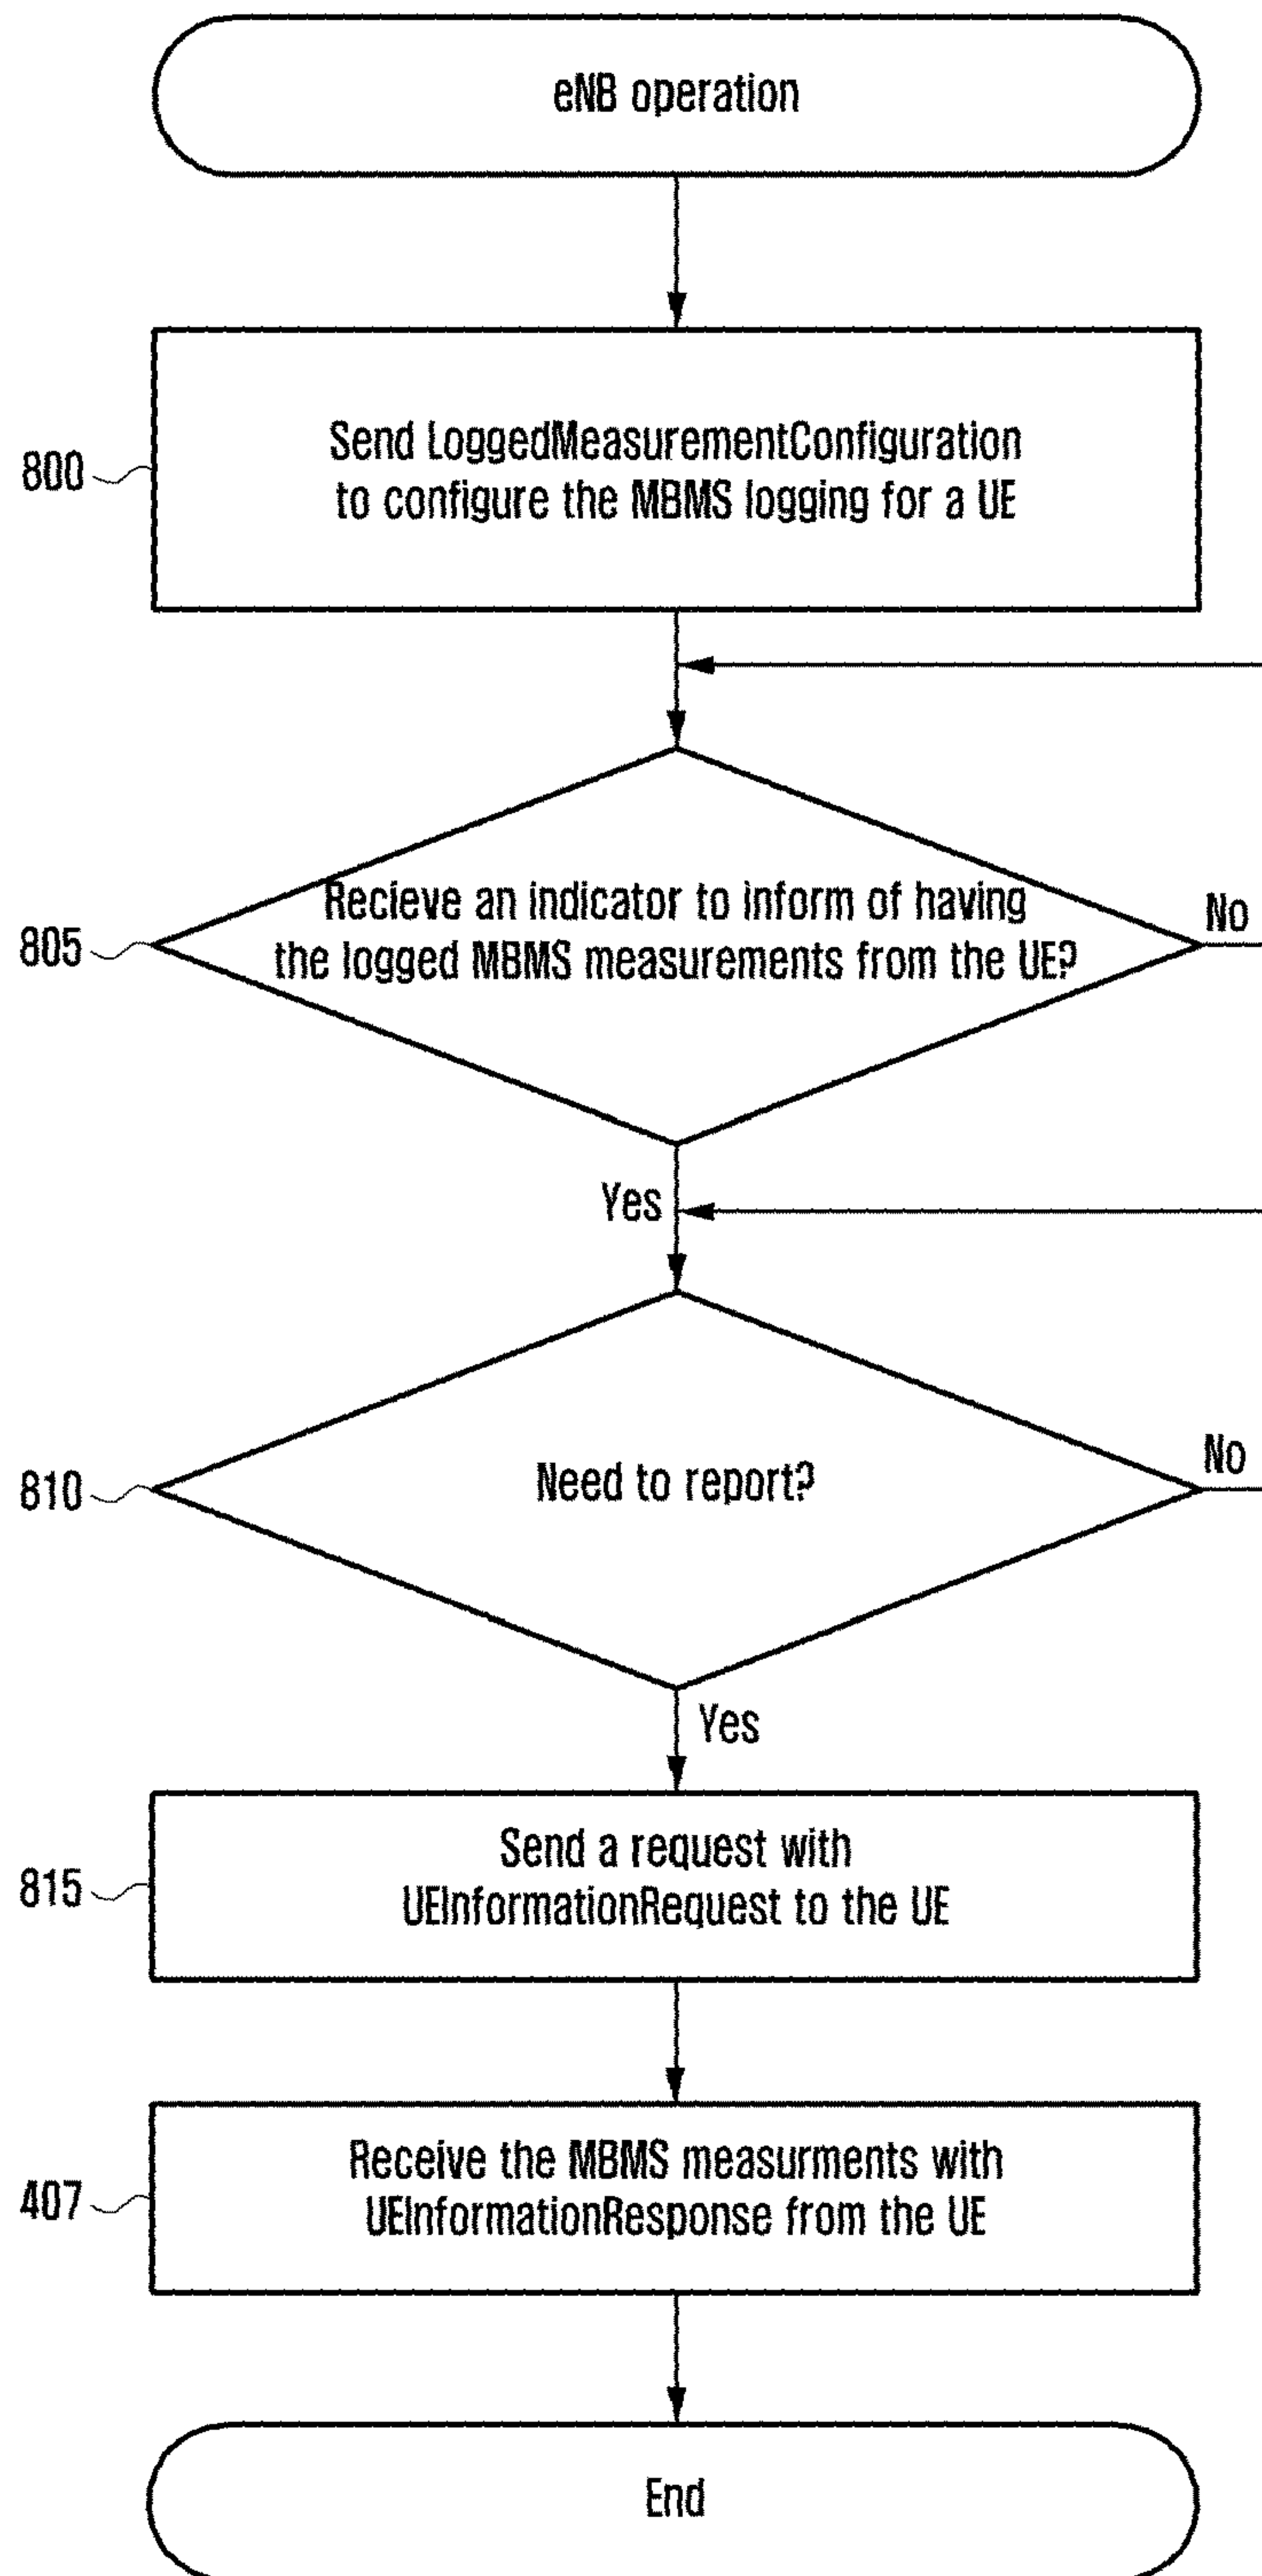 eNB operation
800
Send LoggedMeasurementConfiguration
to configure the MBMS logging for a UE
805
Recieve an indicator to inform of having
the logged MBMS measurements from the UE?
No
Yes
810
Need to report?
No
Yes
815
Send a request with
UEInformationRequest to the UE
407
Receive the MBMS measurments with
UEInformationResponse from the UE
End